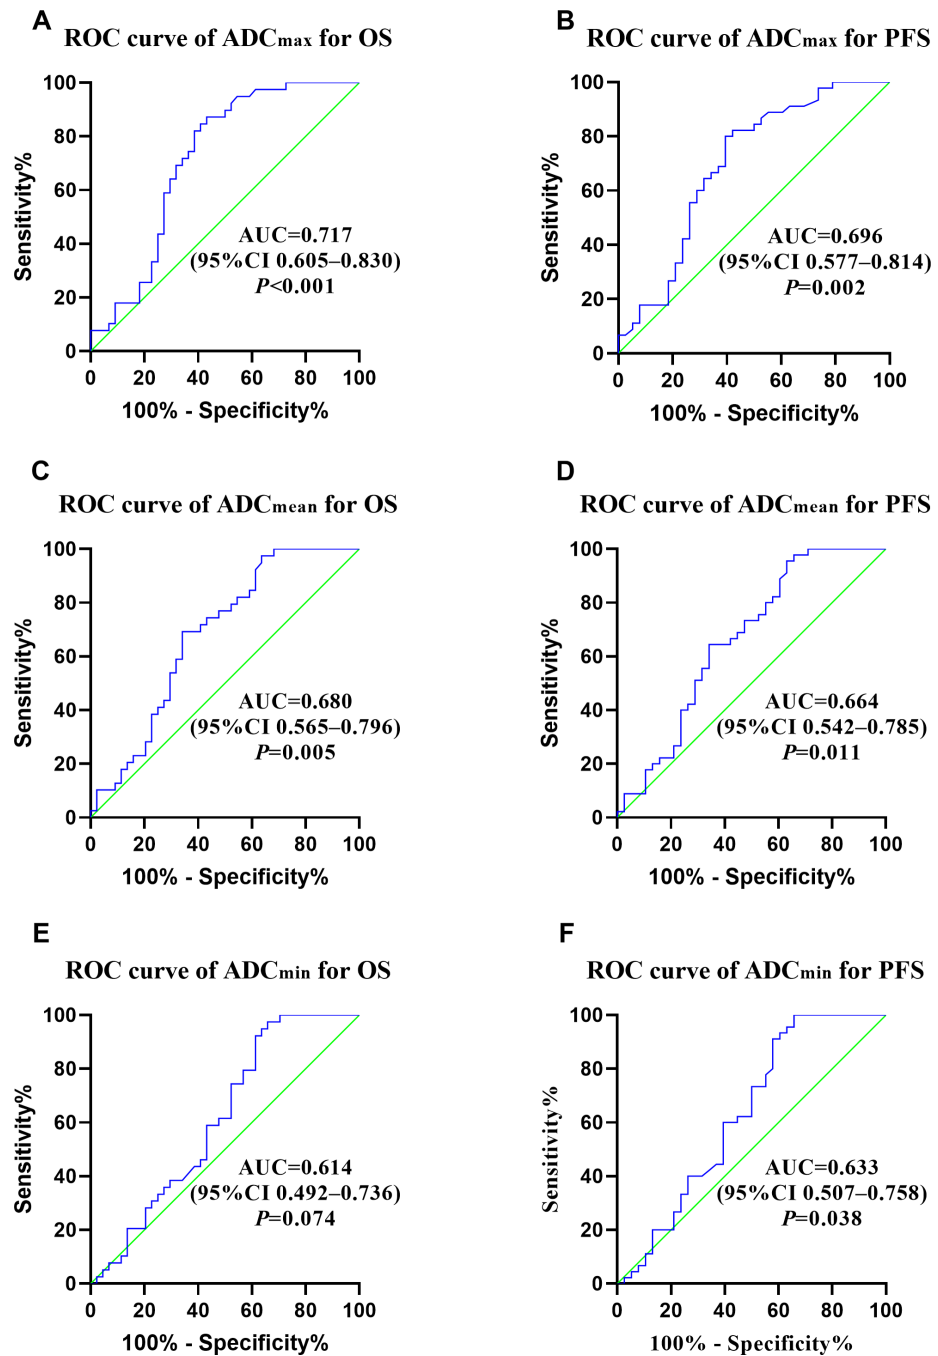 A
ROC curve of ADCmax for OS
100
80
60
40
20
0
Sensitivity%
AUC=0.717
(95%CI 0.605–0.830)
P<0.001
0 20 40 60 80 100
100% - Specificity%
B
ROC curve of ADCmax for PFS
100
80
60
40
20
0
Sensitivity%
AUC=0.696
(95%CI 0.577–0.814)
P=0.002
0 20 40 60 80 100
100% - Specificity%
C
ROC curve of ADCmean for OS
100
80
60
40
20
0
Sensitivity%
AUC=0.680
(95%CI 0.565–0.796)
P=0.005
0 20 40 60 80 100
100% - Specificity%
D
ROC curve of ADCmean for PFS
100
80
60
40
20
0
Sensitivity%
AUC=0.664
(95%CI 0.542–0.785)
P=0.011
0 20 40 60 80 100
100% - Specificity%
E
ROC curve of ADCmin for OS
100
80
60
40
20
0
Sensitivity%
AUC=0.614
(95%CI 0.492–0.736)
P=0.074
0 20 40 60 80 100
100% - Specificity%
F
ROC curve of ADCmin for PFS
100
80
60
40
20
0
Sensitivity%
AUC=0.633
(95%CI 0.507–0.758)
P=0.038
0 20 40 60 80 100
100% - Specificity%